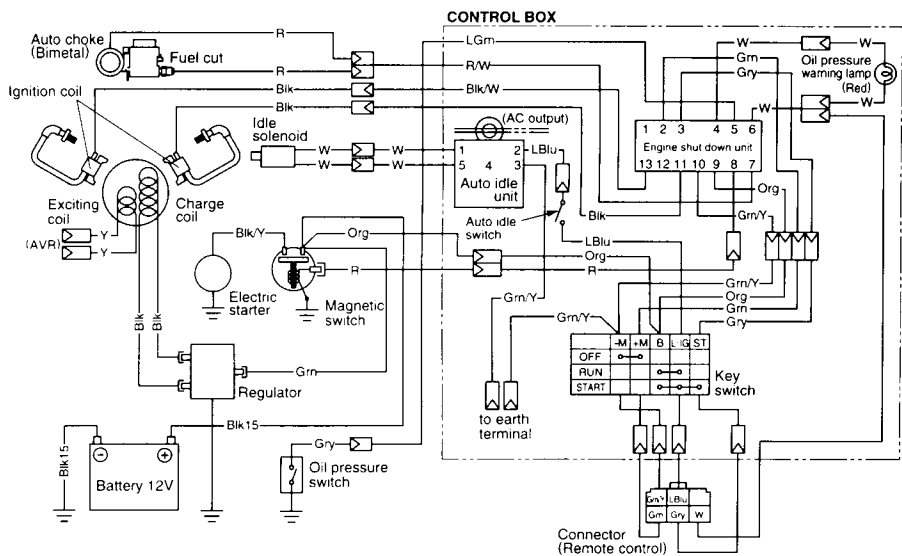 CONTROL BOX
Auto choke
(Bimetal)
Fuel cut
R
R
LGrn
R/W
Blk
Blk/W
Blk
Ignition coil
W
W
Grn
Gry
W
Oil pressure
warning lamp
(Red)
1 2 3 4 5 6
Engine shut down unit
13 12 11 10 9 8 7
Idle
solenoid
W
W
W
W
(AC output)
1 2
5 4 3
Auto idle
unit
LBlu
Auto idle
switch
Blk
Org
Grn/Y
Exciting
coil
(AVR)
Y
Y
Charge
coil
Blk/Y
Org
R
Electric
starter
Magnetic
switch
LBlu
Org
R
Grn/Y
Grn/Y
Grn/Y
Org
Grn
Gry
-M +M B L·IG ST
OFF
RUN
START
Key
switch
Blk
Blk
Grn
Regulator
Blk15
Blk15
Battery 12V
Gry
Oil pressure
switch
to earth
terminal
Grn/Y LBlu
Grn Gry W
Connector
(Remote control)